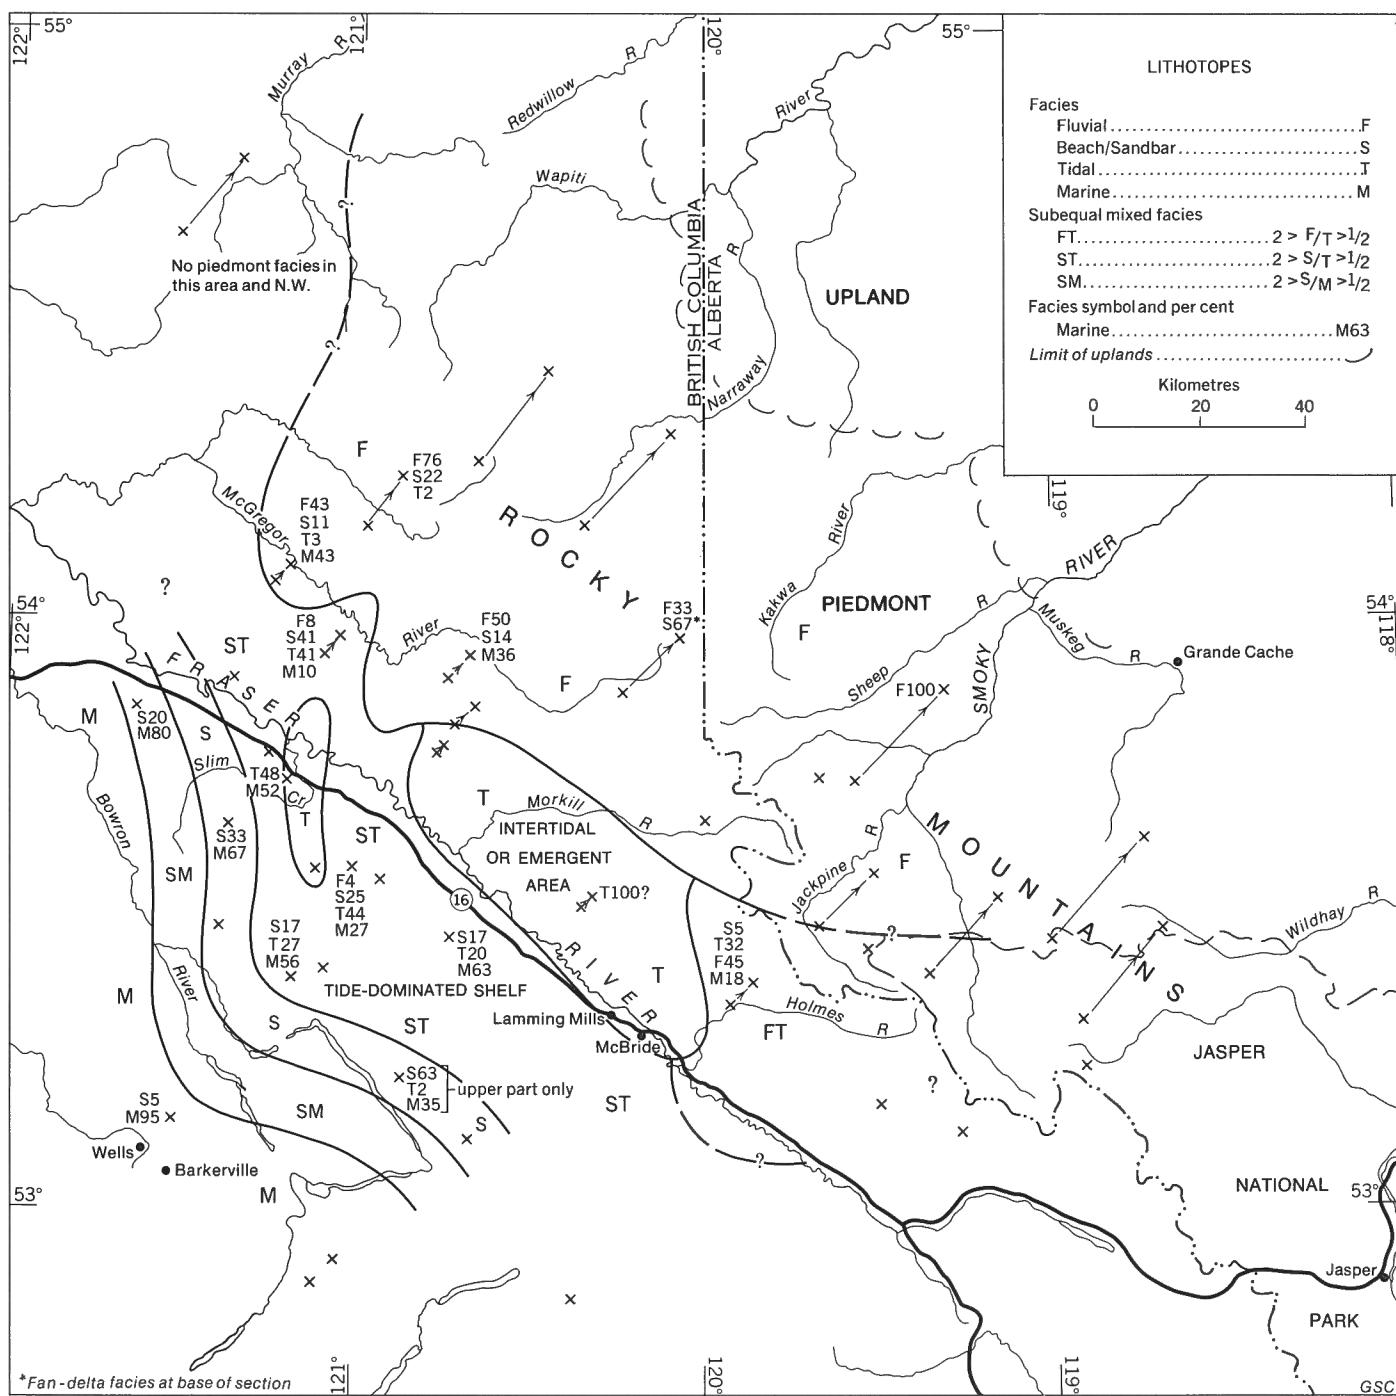 122°
55°
121°
120°
55°
Murray R
Redwillow R
River
Wapiti
No piedmont facies in
this area and N.W.
?
?
BRITISH COLUMBIA
ALBERTA
R
Narraway
UPLAND
LITHOTOPES
Facies
Fluvial F
Beach/Sandbar S
Tidal T
Marine M
Subequal mixed facies
FT 2 > F/T >1/2
ST 2 > S/T >1/2
SM 2 > S/M >1/2
Facies symbol and per cent
Marine M63
Limit of uplands
Kilometres
0 20 40
119°
F
F76
S22
T2
McGregor
F43
S11
T3
M43
ROCKY
River
Kakwa
PIEDMONT
F
RIVER
R
Muskeg
R
Grande Cache
54°
118°
54°
122°
?
F8
S41
T41
M10
River
F50
S14
M36
F33
S67*
F
Sheep
SMOKY
F100
ST
FRASER
M
S20
M80
S
Slim
Cr
T48
M52
T
Bowron
S33
M67
ST
SM
F4
S25
T44
M27
16
T
Morkill
R
INTERTIDAL
OR EMERGENT
AREA
T100?
MOUNTAINS
R
Jackpine
F
?
Wildhay
R
S17
T27
M56
S17
T20
M63
RIVER
T
S5
T32
F45
M18
M
River
TIDE-DOMINATED SHELF
Lamming Mills
McBride
Holmes
R
FT
S
ST
JASPER
S63
T2
M35
upper part only
?
ST
S5
M95
SM
S
Wells
Barkerville
M
?
NATIONAL
53°
53°
Jasper
PARK
*Fan-delta facies at base of section
121°
120°
119°
GSC